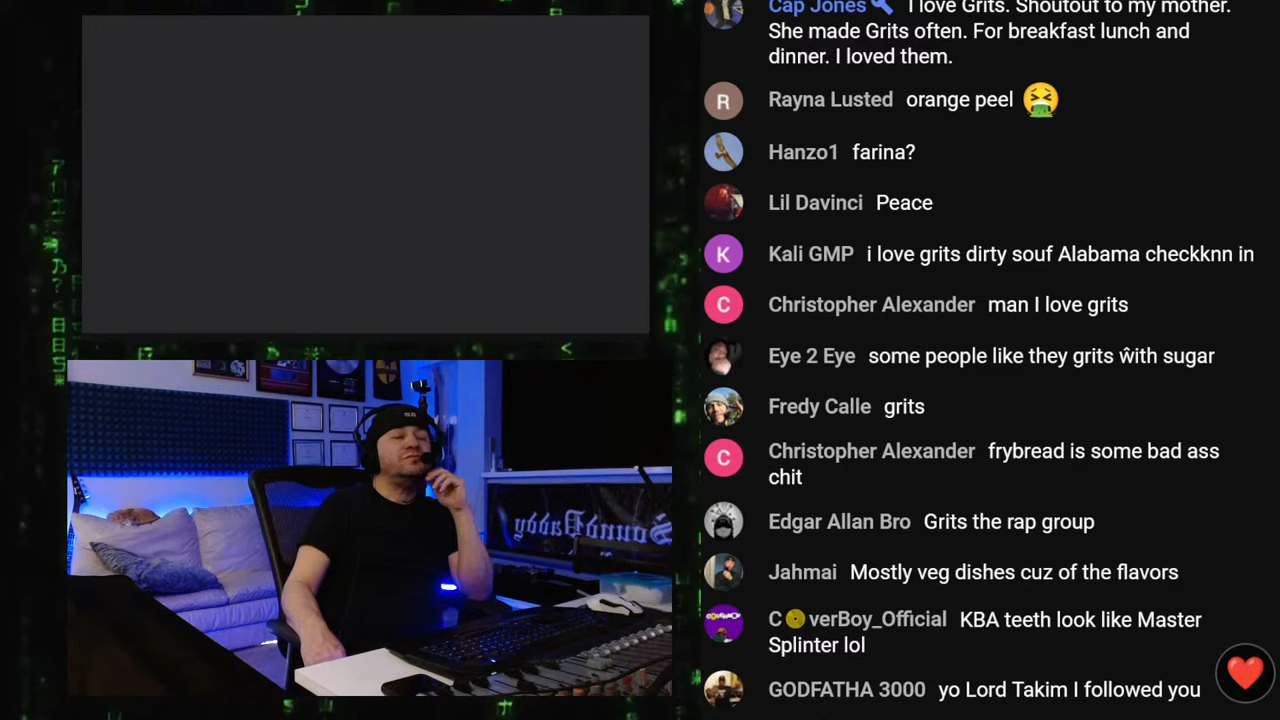 Cap Jones I love Grits. Shoutout to my mother.
She made Grits often. For breakfast lunch and
dinner. I loved them.
R Rayna Lusted orange peel 🤮
Hanzo1 farina?
Lil Davinci Peace
K Kali GMP i love grits dirty souf Alabama checkknn in
C Christopher Alexander man I love grits
Eye 2 Eye some people like they grits ŵith sugar
Fredy Calle grits
C Christopher Alexander frybread is some bad ass
chit
Edgar Allan Bro Grits the rap group
Jahmai Mostly veg dishes cuz of the flavors
C📀verBoy_Official KBA teeth look like Master
Splinter lol
GODFATHA 3000 yo Lord Takim I followed you
SoundDaddy